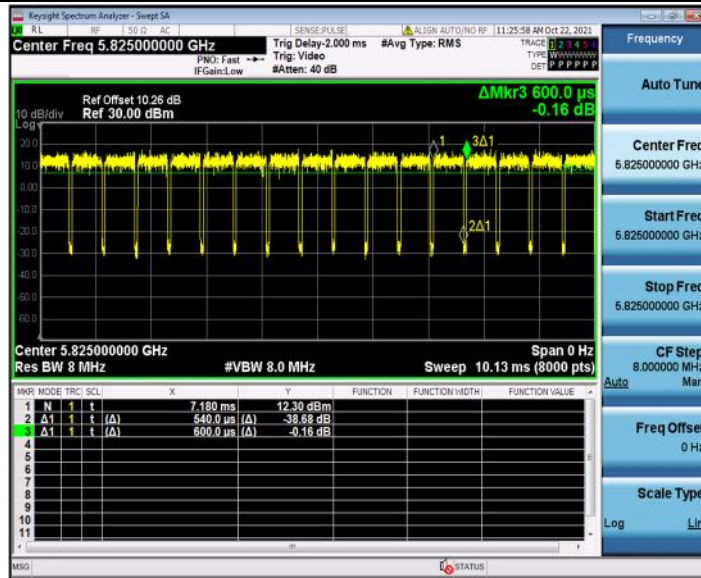 Keysight Spectrum Analyzer - Swept SA
RL RF 50 Ω AC SENSE:PULSE ALIGN AUTO/NO RF 11:25:58 AM Oct 22, 2021
Center Freq 5.825000000 GHz
PNO: Fast
IFGain:Low
Trig Delay-2.000 ms
Trig: Video
#Atten: 40 dB
#Avg Type: RMS
TRACE 1 2 3 4 5 6
TYPE
DET P P P P P P
Ref Offset 10.26 dB
10 dB/div Ref 30.00 dBm
Log
ΔMkr3 600.0 µs
-0.16 dB
20.0
10.0
0.00
-10.0
-20.0
-30.0
-40.0
-50.0
-60.0
1
3Δ1
2Δ1
Center 5.825000000 GHz Span 0 Hz
Res BW 8 MHz #VBW 8.0 MHz Sweep 10.13 ms (8000 pts)
MKR MODE TRC SCL X Y FUNCTION FUNCTION WIDTH FUNCTION VALUE
1 N 1 t 7.180 ms 12.30 dBm
2 Δ1 1 t (Δ) 540.0 µs (Δ) -38.68 dB
3 Δ1 1 t (Δ) 600.0 µs (Δ) -0.16 dB
4
5
6
7
8
9
10
11
MSG STATUS
Frequency
Auto Tune
Center Freq
5.825000000 GHz
Start Freq
5.825000000 GHz
Stop Freq
5.825000000 GHz
CF Step
8.000000 MHz
Auto Man
Freq Offset
0 Hz
Scale Type
Log Lin